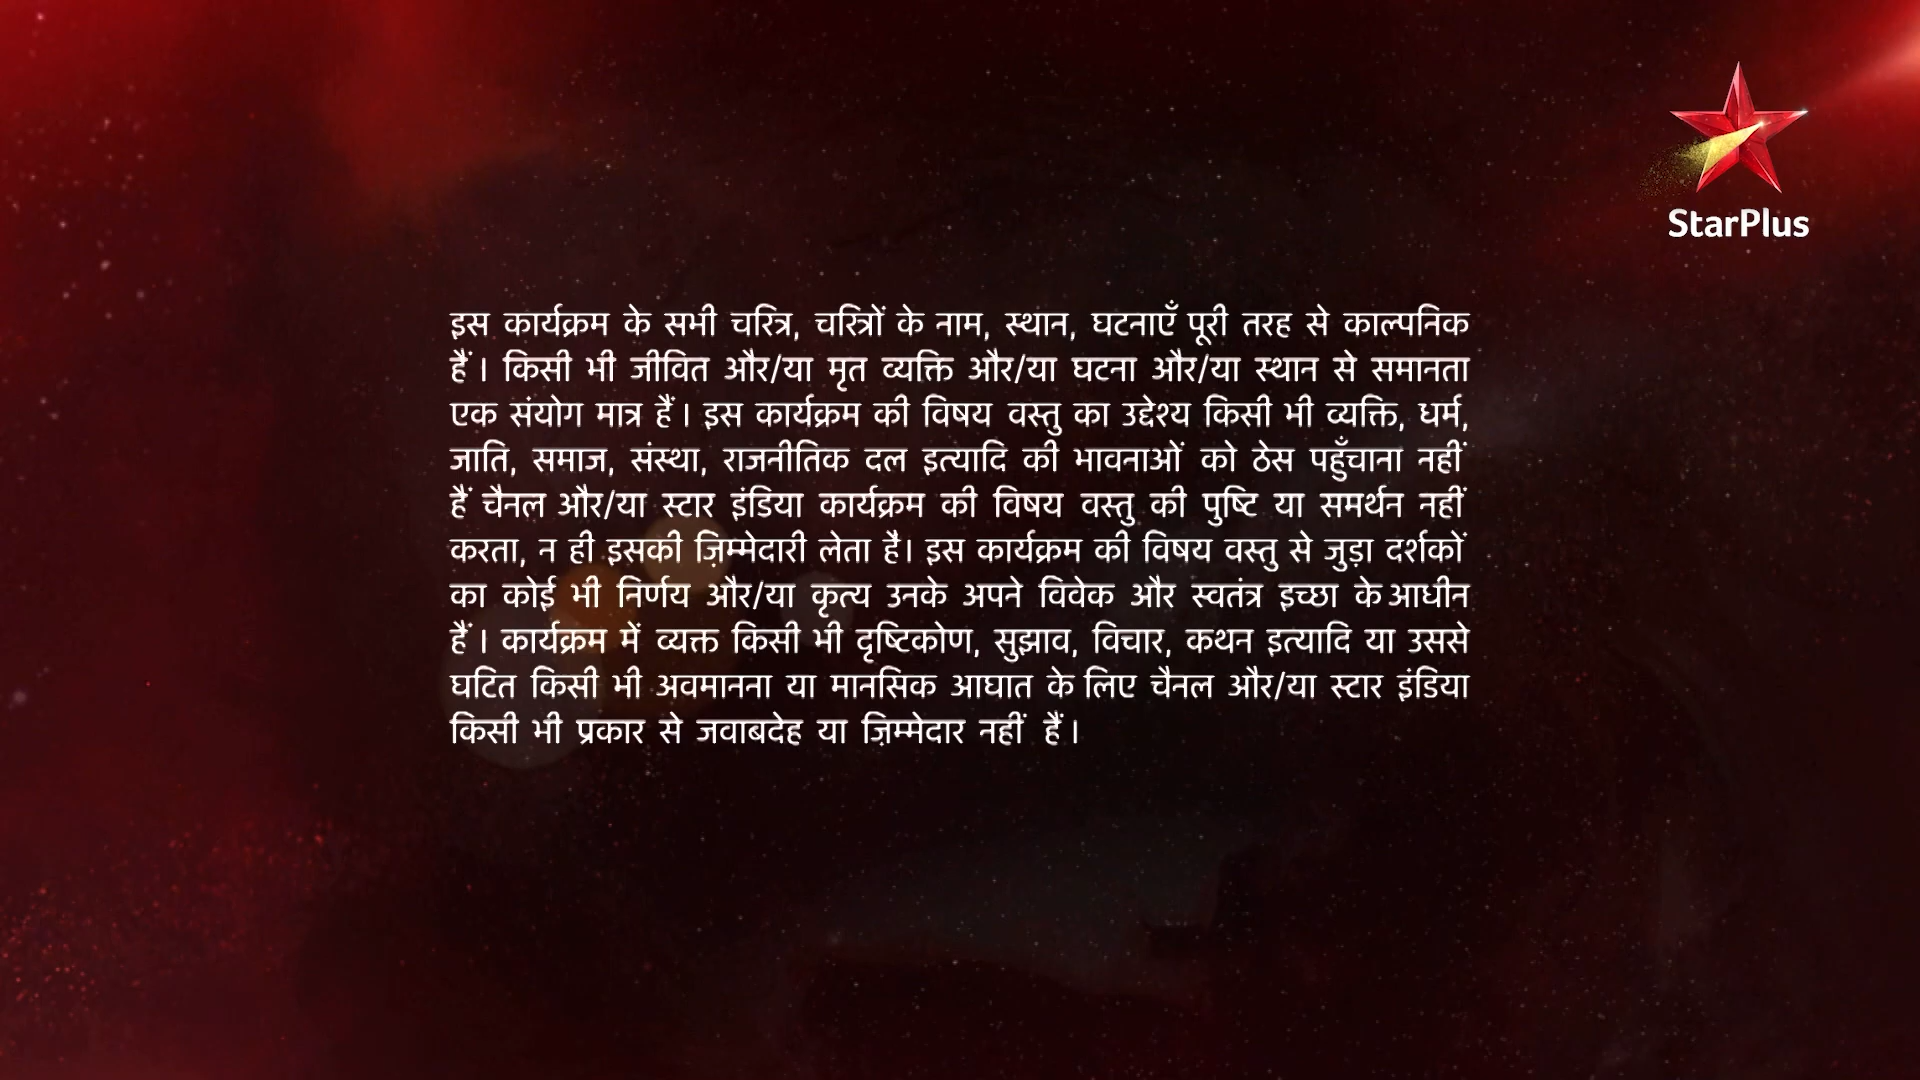 StarPlus
इस कार्यक्रम के सभी चरित्र, चरित्रों के नाम, स्थान, घटनाएँ पूरी तरह से काल्पनिक
हैं। किसी भी जीवित और/या मृत व्यक्ति और/या घटना और/या स्थान से समानता
एक संयोग मात्र हैं। इस कार्यक्रम की विषय वस्तु का उद्देश्य किसी भी व्यक्ति, धर्म,
जाति, समाज, संस्था, राजनीतिक दल इत्यादि की भावनाओं को ठेस पहुँचाना नहीं
हैं चैनल और/या स्टार इंडिया कार्यक्रम की विषय वस्तु की पुष्टि या समर्थन नहीं
करता, न ही इसकी ज़िम्मेदारी लेता है। इस कार्यक्रम की विषय वस्तु से जुड़ा दर्शकों
का कोई भी निर्णय और/या कृत्य उनके अपने विवेक और स्वतंत्र इच्छा के आधीन
हैं। कार्यक्रम में व्यक्त किसी भी दृष्टिकोण, सुझाव, विचार, कथन इत्यादि या उससे
घटित किसी भी अवमानना या मानसिक आघात के लिए चैनल और/या स्टार इंडिया
किसी भी प्रकार से जवाबदेह या ज़िम्मेदार नहीं हैं।